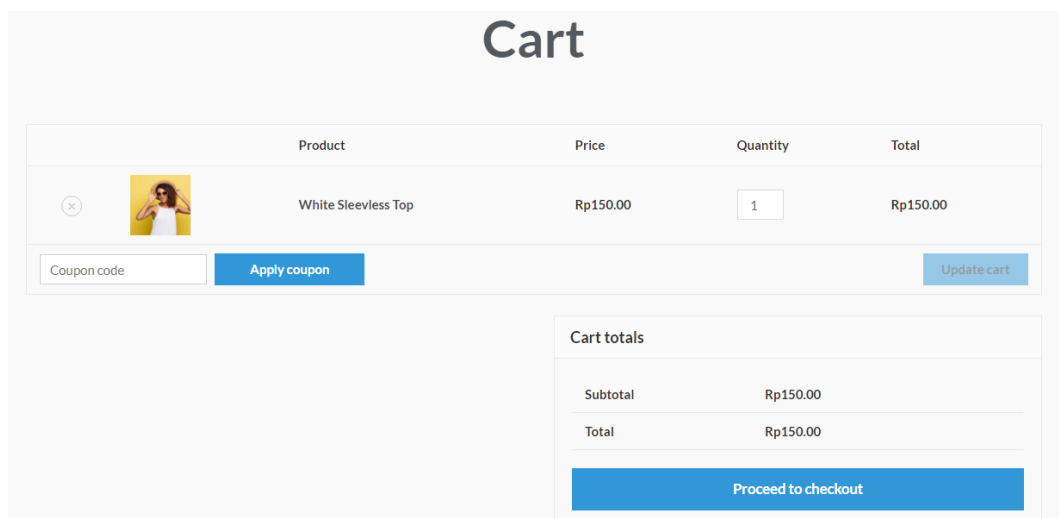 Cart
Product Price Quantity Total
White Sleevless Top Rp150.00 1 Rp150.00
Coupon code Apply coupon Update cart
Cart totals
Subtotal Rp150.00
Total Rp150.00
Proceed to checkout